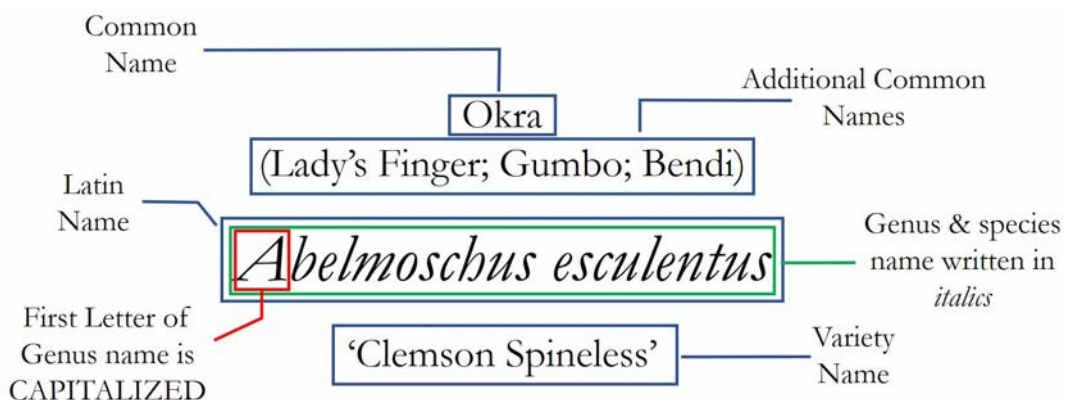 Common
Name
Okra
Additional Common
Names
(Lady's Finger; Gumbo; Bendi)
Latin
Name
Abelmoschus esculentus
Genus & species
name written in
italics
First Letter of
Genus name is
CAPITALIZED
‘Clemson Spineless’
Variety
Name